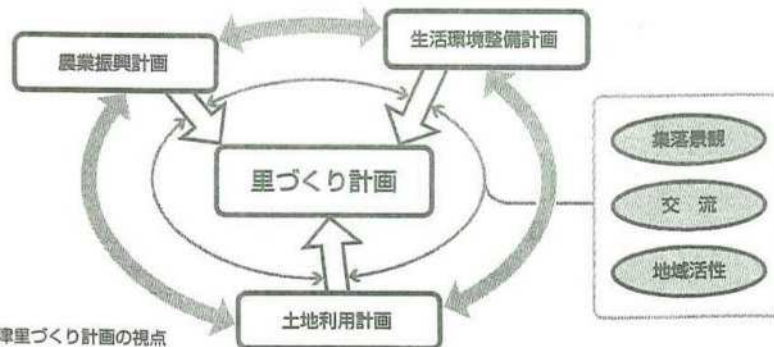 農業振興計画
生活環境整備計画
里づくり計画
土地利用計画
集落景観
交 流
地域活性
津里づくり計画の視点